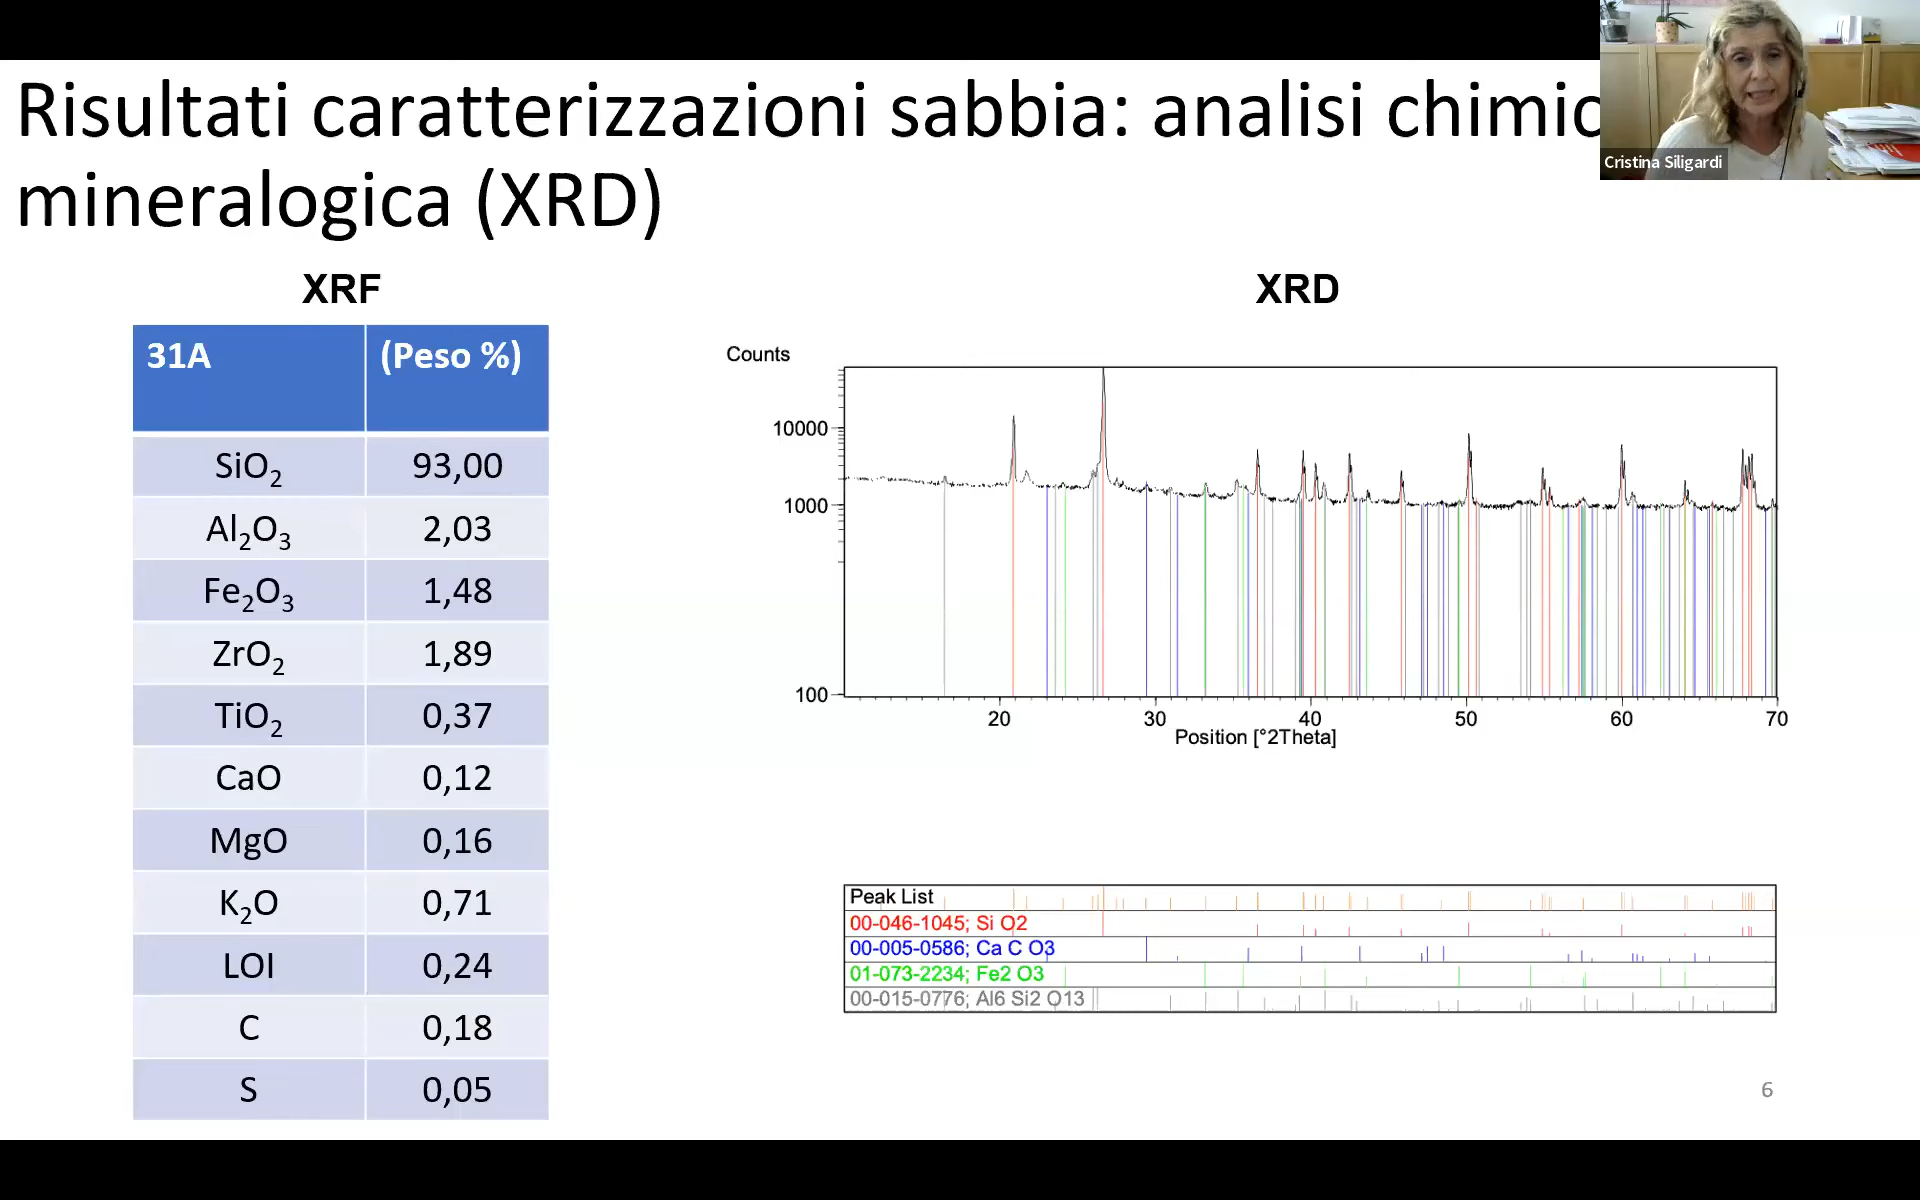 Risultati caratterizzazioni sabbia: analisi chimic
mineralogica (XRD)
Cristina Siligardi
XRF
31A (Peso %)
SiO2 93,00
Al2O3 2,03
Fe2O3 1,48
ZrO2 1,89
TiO2 0,37
CaO 0,12
MgO 0,16
K2O 0,71
LOI 0,24
C 0,18
S 0,05
XRD
Counts
10000
1000
100
20 30 40 50 60 70
Position [°2Theta]
Peak List
00-046-1045; Si O2
00-005-0586; Ca C O3
01-073-2234; Fe2 O3
00-015-0776; Al6 Si2 O13
6